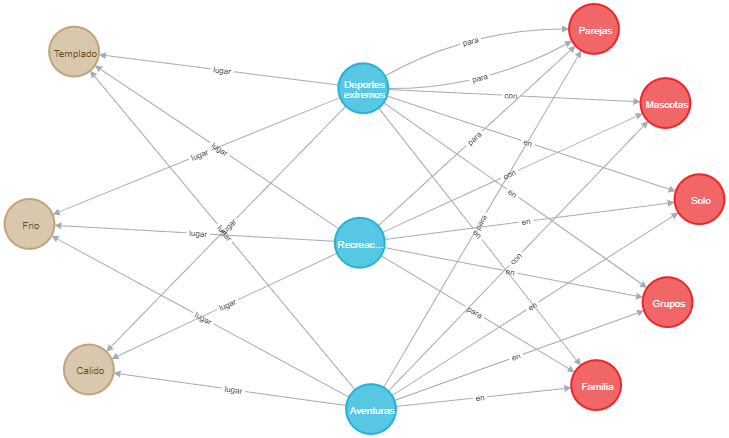 Parejas
para
Templado
lugar
para
Deportes
extremos
con
Mascotas
para
en
lugar
lugar
con
en
Solo
Frio
lugar
lugar
lugar
para
en
en
Recreac...
con
en
lugar
lugar
para
en
Grupos
Calido
en
lugar
en
Familia
Aventuras